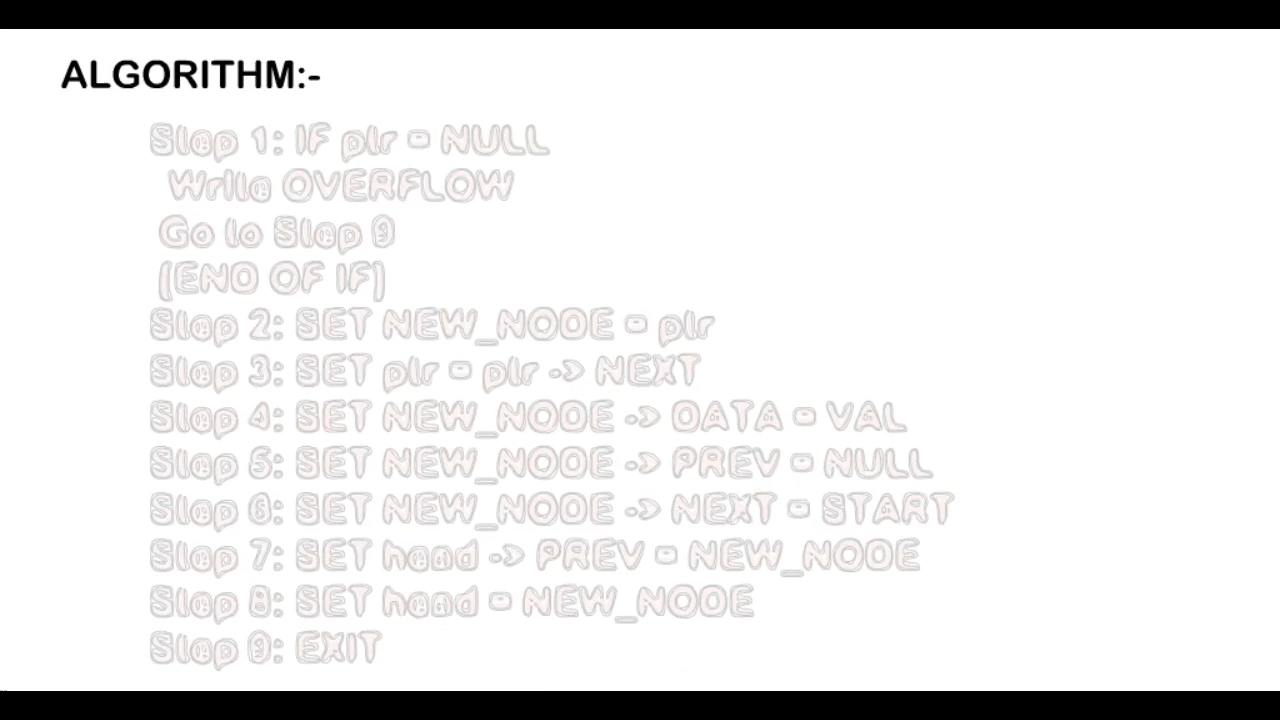 ALGORITHM:-
Step 1: IF ptr = NULL
Write OVERFLOW
Go to Step 9
[END OF IF]
Step 2: SET NEW_NODE = ptr
Step 3: SET ptr = ptr -> NEXT
Step 4: SET NEW_NODE -> DATA = VAL
Step 5: SET NEW_NODE -> PREV = NULL
Step 6: SET NEW_NODE -> NEXT = START
Step 7: SET head -> PREV = NEW_NODE
Step 8: SET head = NEW_NODE
Step 9: EXIT